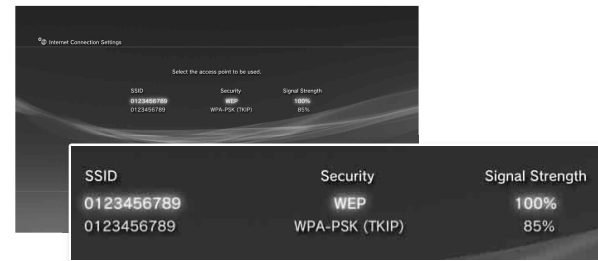 Internet Connection Settings
Select the access point to be used.
SSID Security Signal Strength
0123456789 WEP 100%
0123456789 WPA-PSK (TKIP) 85%
SSID Security Signal Strength
0123456789 WEP 100%
0123456789 WPA-PSK (TKIP) 85%